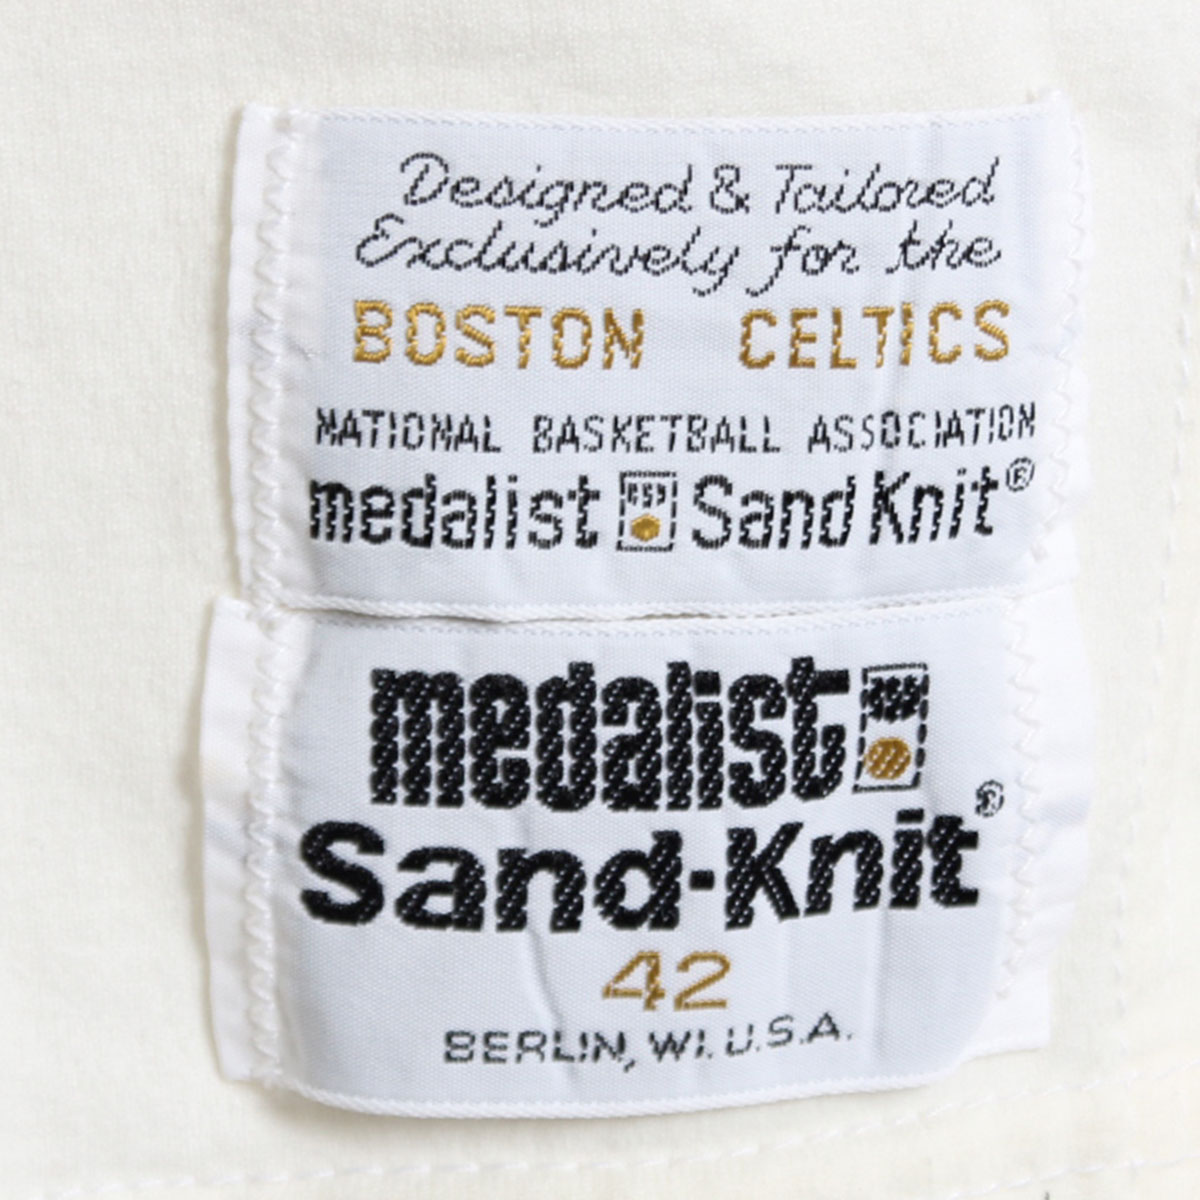 Designed & Tailored
Exclusively for the
BOSTON CELTICS
NATIONAL BASKETBALL ASSOCIATION
medalist Sand Knit®
medalist
Sand-Knit®
42
BERLIN, WI. U.S.A.